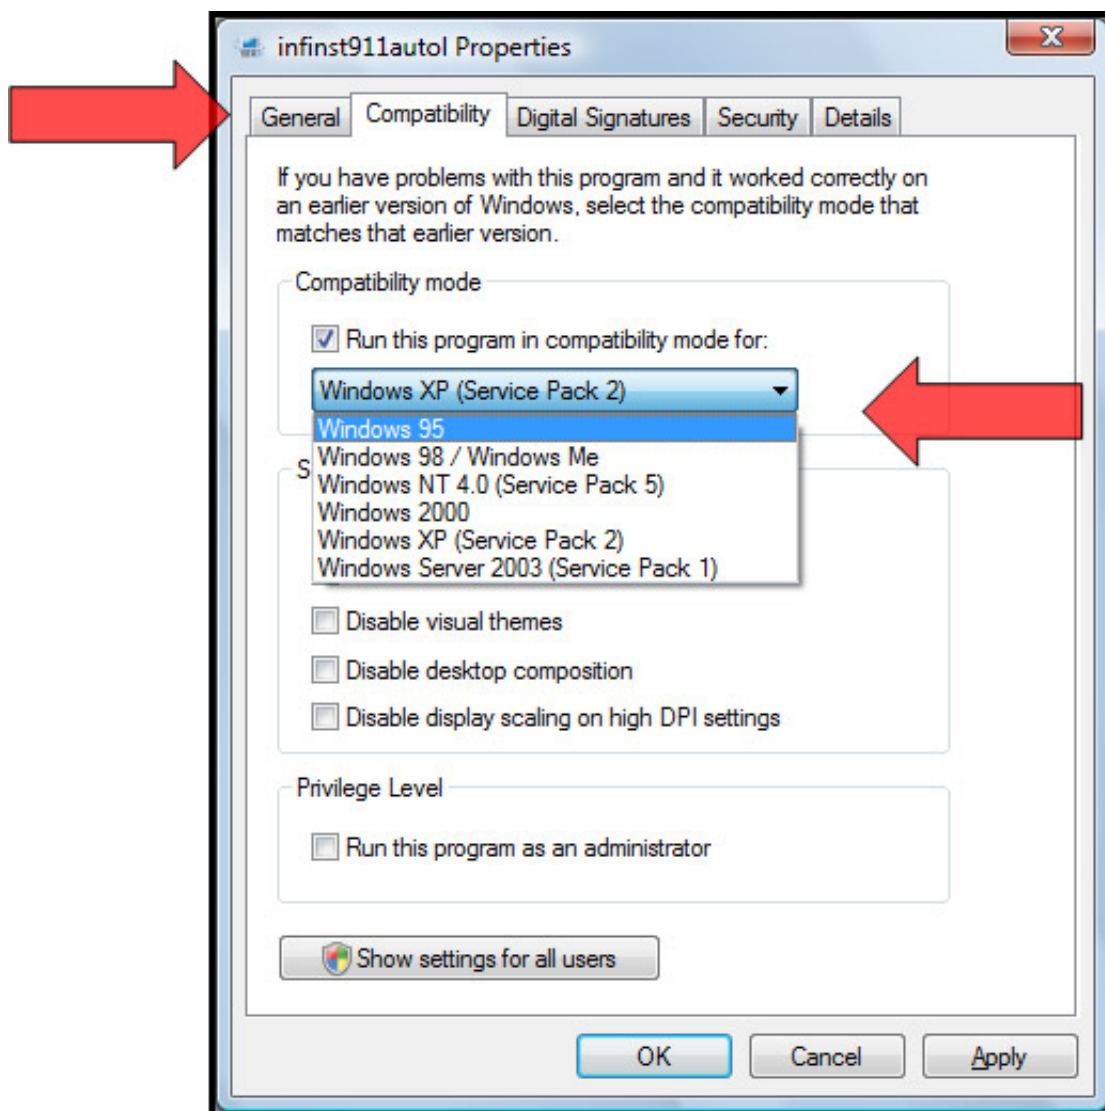 infinst911autol Properties
General Compatibility Digital Signatures Security Details
If you have problems with this program and it worked correctly on
an earlier version of Windows, select the compatibility mode that
matches that earlier version.
Compatibility mode
Run this program in compatibility mode for:
Windows XP (Service Pack 2)
Windows 95
Windows 98 / Windows Me
S
Windows NT 4.0 (Service Pack 5)
Windows 2000
Windows XP (Service Pack 2)
Windows Server 2003 (Service Pack 1)
Disable visual themes
Disable desktop composition
Disable display scaling on high DPI settings
Privilege Level
Run this program as an administrator
Show settings for all users
OK Cancel Apply